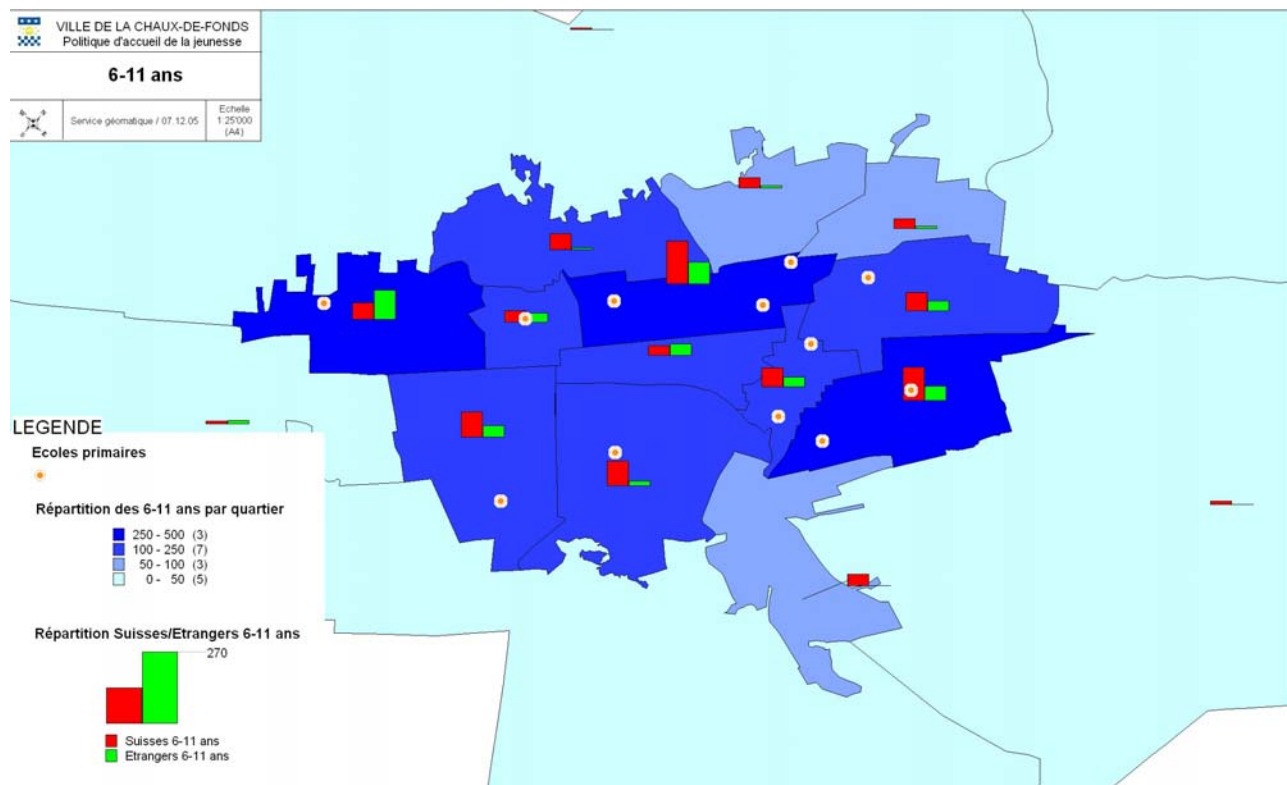 VILLE DE LA CHAUX-DE-FONDS
Politique d'accueil de la jeunesse
6-11 ans
Service géomatique / 07.12.05
Echelle
1:25'000
(A4)
LEGENDE
Ecoles primaires
Répartition des 6-11 ans par quartier
250 - 500 (3)
100 - 250 (7)
50 - 100 (3)
0 - 50 (5)
Répartition Suisses/Etrangers 6-11 ans
270
Suisses 6-11 ans
Etrangers 6-11 ans